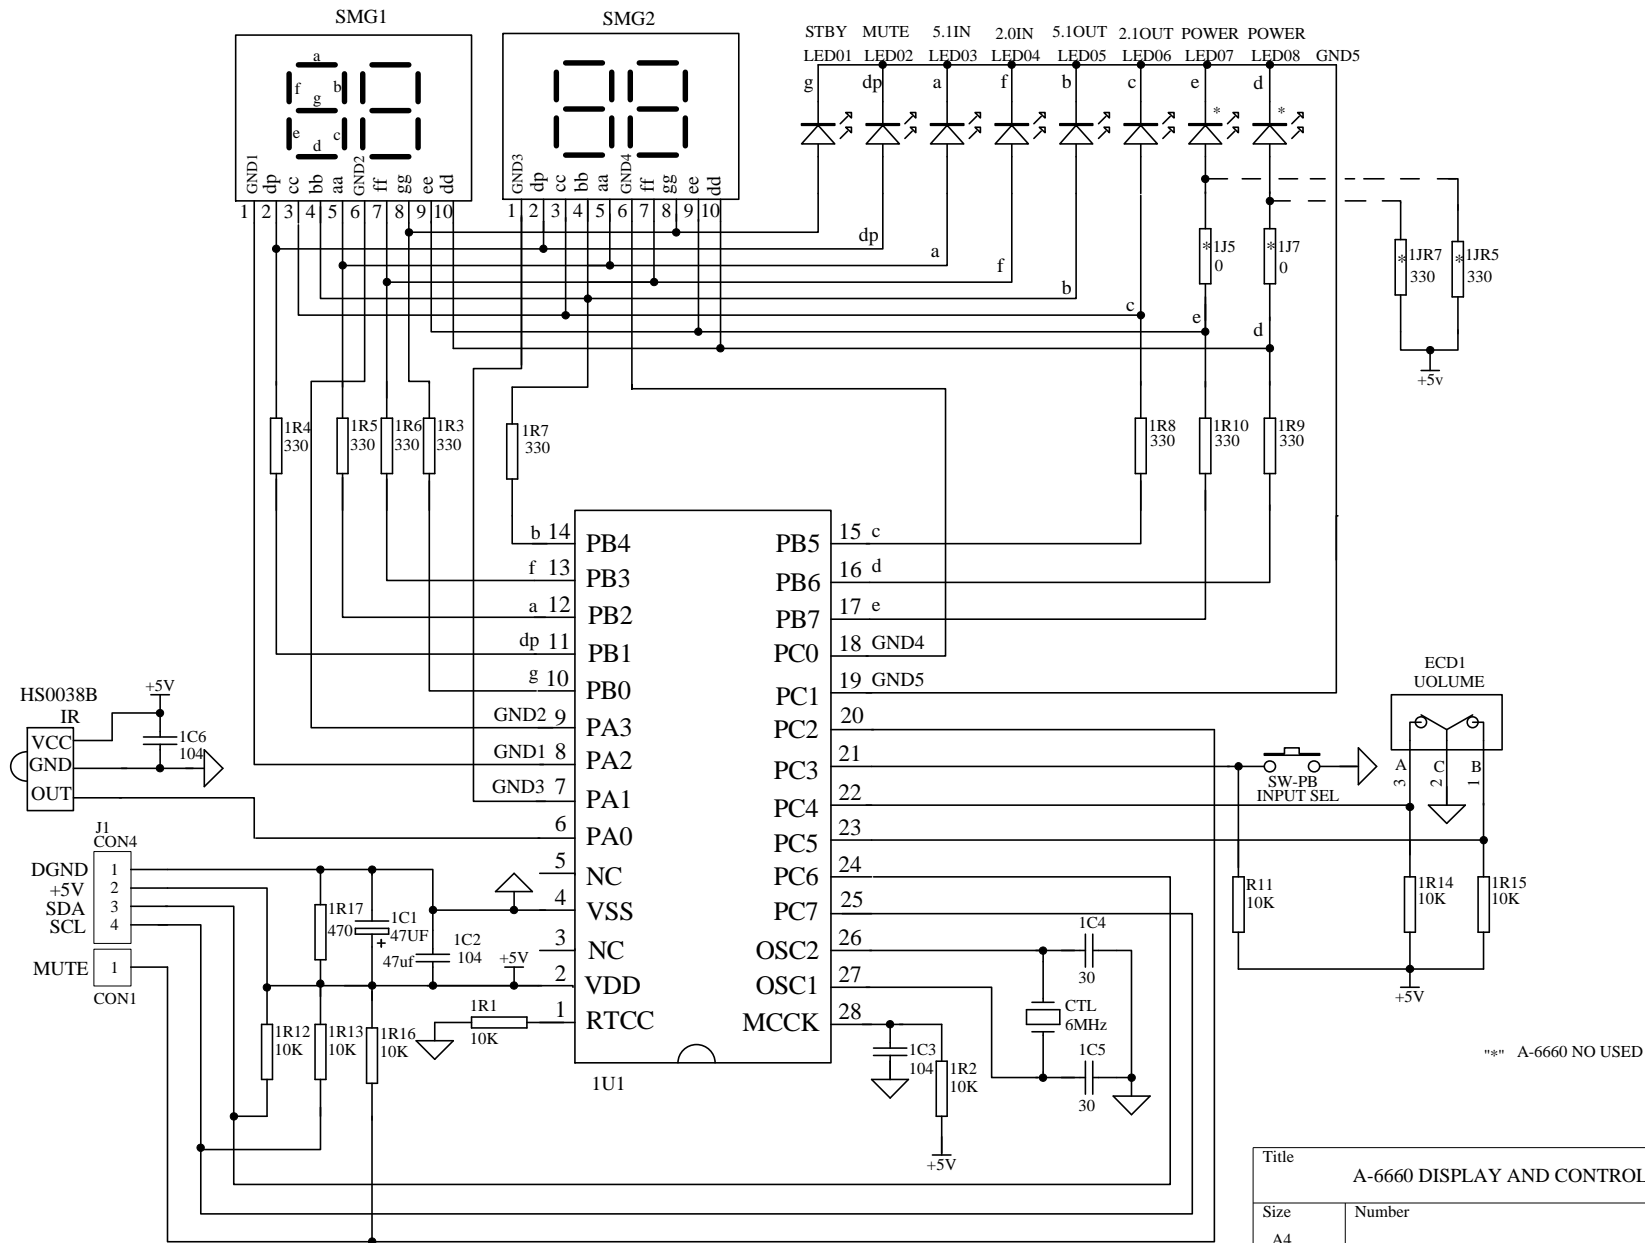 SMG1
SMG2
a
f
b
g
e
c
d
GND1
dp
cc
bb
aa
GND2
ff
gg
ee
dd
1 2 3 4 5 6 7 8 9 10
GND3
dp
cc
bb
aa
GND4
ff
gg
ee
dd
1 2 3 4 5 6 7 8 9 10
STBY MUTE 5.1IN 2.0IN 5.1OUT 2.1OUT POWER POWER
LED01 LED02 LED03 LED04 LED05 LED06 LED07 LED08 GND5
g dp a f b c e d
* *
dp
a
f
b
c
e
d
*1J5
0
*1J7
0
*1JR7
330
*1JR5
330
+5v
1R4
330
1R5
330
1R6
330
1R3
330
1R7
330
1R8
330
1R10
330
1R9
330
b 14 PB4
f 13 PB3
a 12 PB2
dp 11 PB1
g 10 PB0
GND2 9 PA3
GND1 8 PA2
GND3 7 PA1
6 PA0
5 NC
4 VSS
3 NC
2 VDD
1 RTCC
PB5 15 c
PB6 16 d
PB7 17 e
PC0 18 GND4
PC1 19 GND5
PC2 20
PC3 21
PC4 22
PC5 23
PC6 24
PC7 25
OSC2 26
OSC1 27
MCCK 28
1U1
HS0038B
IR
VCC
GND
OUT
+5V
1C6
104
J1
CON4
DGND 1
+5V 2
SDA 3
SCL 4
MUTE 1
CON1
1R17
470
1C1
47UF
+
47uf
1C2
104
+5V
1R1
10K
1R12
10K
1R13
10K
1R16
10K
1C3
104
1R2
10K
+5V
1C4
30
CTL
6MHz
1C5
30
SW-PB
INPUT SEL
ECD1
UOLUME
A C B
3 2 1
R11
10K
1R14
10K
1R15
10K
+5V
"*" A-6660 NO USED
Title
A-6660 DISPLAY AND CONTROL
Size
Number
A4